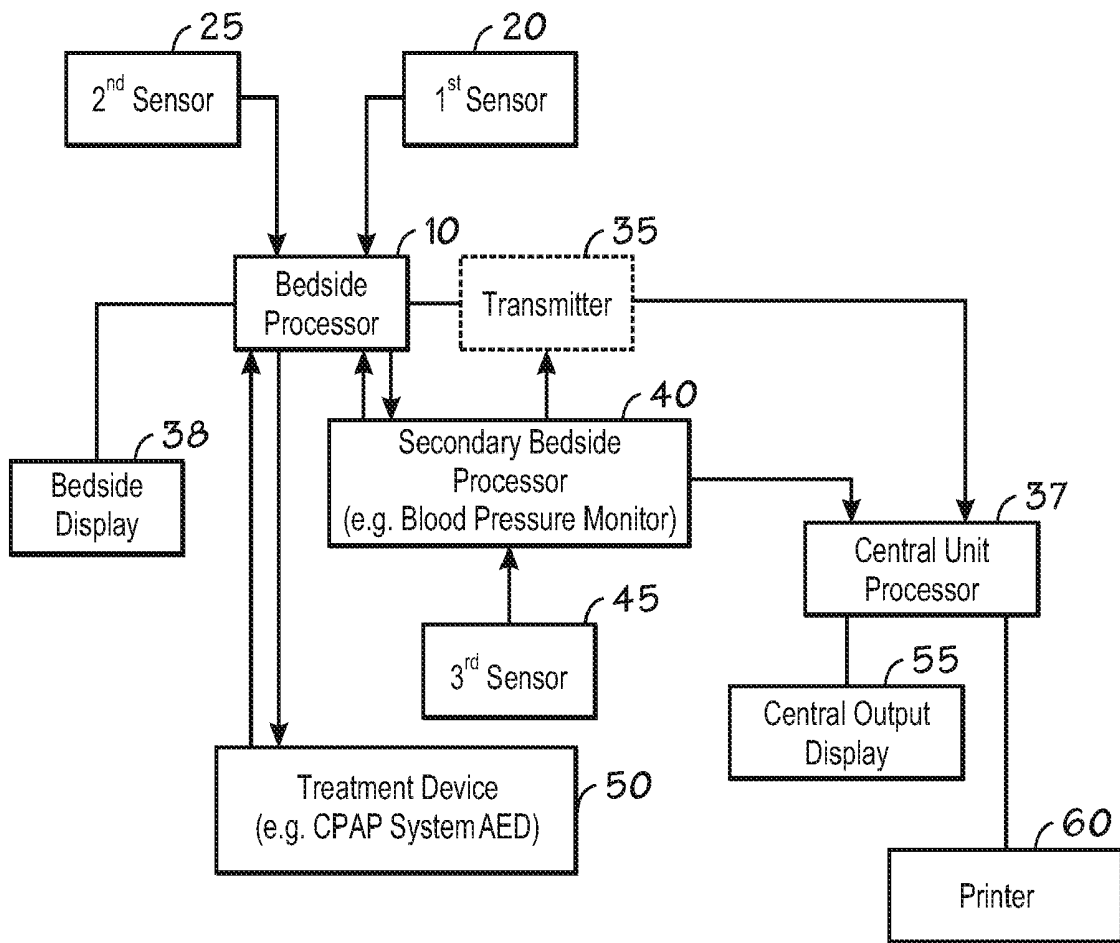 25
20
2nd Sensor
1st Sensor
10
35
Bedside
Processor
Transmitter
40
38
Secondary Bedside
Processor
(e.g. Blood Pressure Monitor)
Bedside
Display
37
Central Unit
Processor
45
3rd Sensor
55
Central Output
Display
50
Treatment Device
(e.g. CPAP System AED)
60
Printer